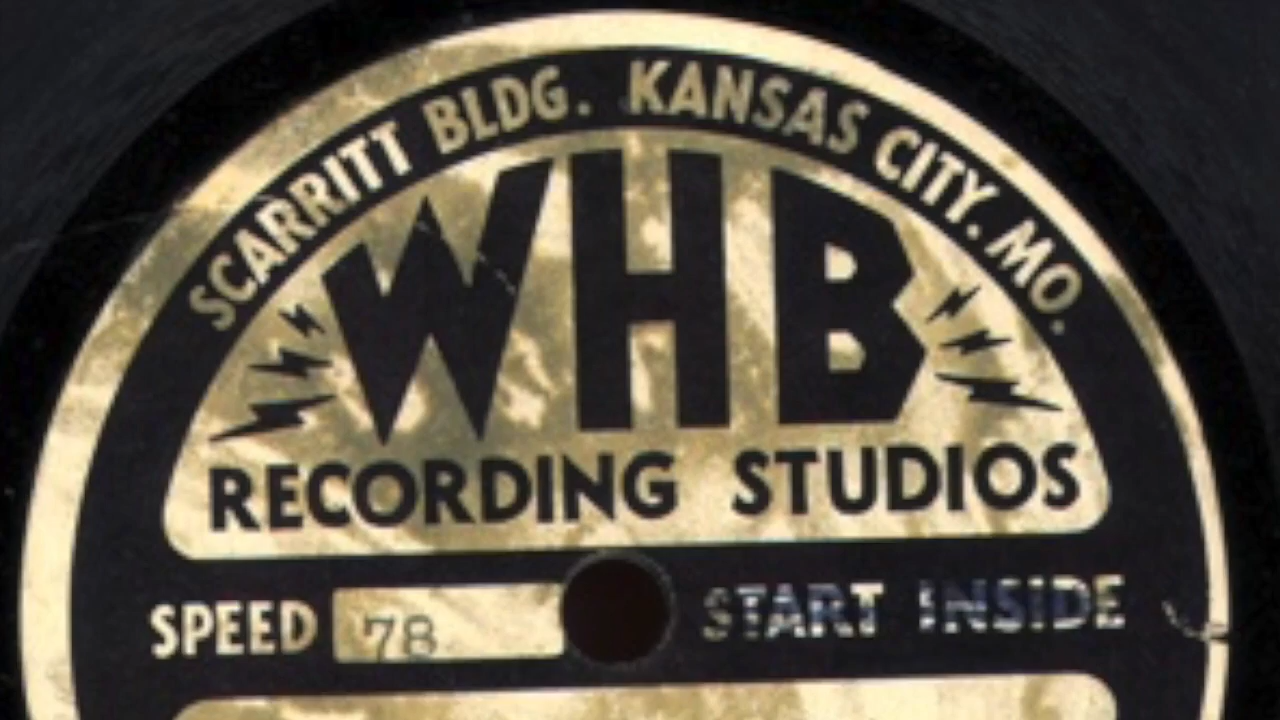 SCARRITT BLDG. KANSAS CITY. MO.
WHB
RECORDING STUDIOS
SPEED 78 START INSIDE